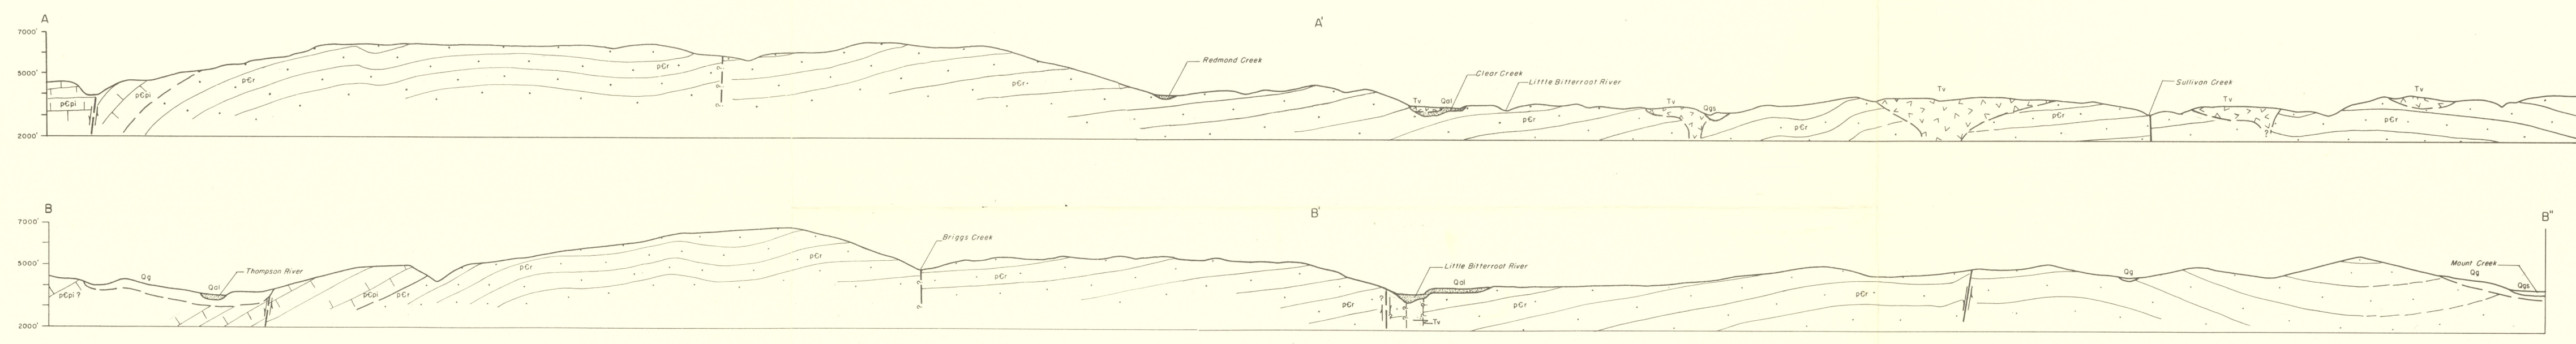 A
A'
7000'
5000'
2000'
pЄpi
pЄpi
pЄr
pЄr
?
?
pЄr
Redmond Creek
Tv
Qal
Clear Creek
Little Bitterroot River
pЄr
Tv
Qgs
pЄr
Tv
pЄr
Sullivan Creek
Tv
?
Tv
pЄr
B
B'
B"
7000'
5000'
2000'
pЄpi ?
Qg
Qal
Thompson River
pЄpi
pЄr
pЄr
pЄr
Briggs Creek
?
pЄr
pЄr
?
Little Bitterroot River
Qal
?
?
Tv
pЄr
pЄr
Qg
Mount Creek
Qg
Qgs